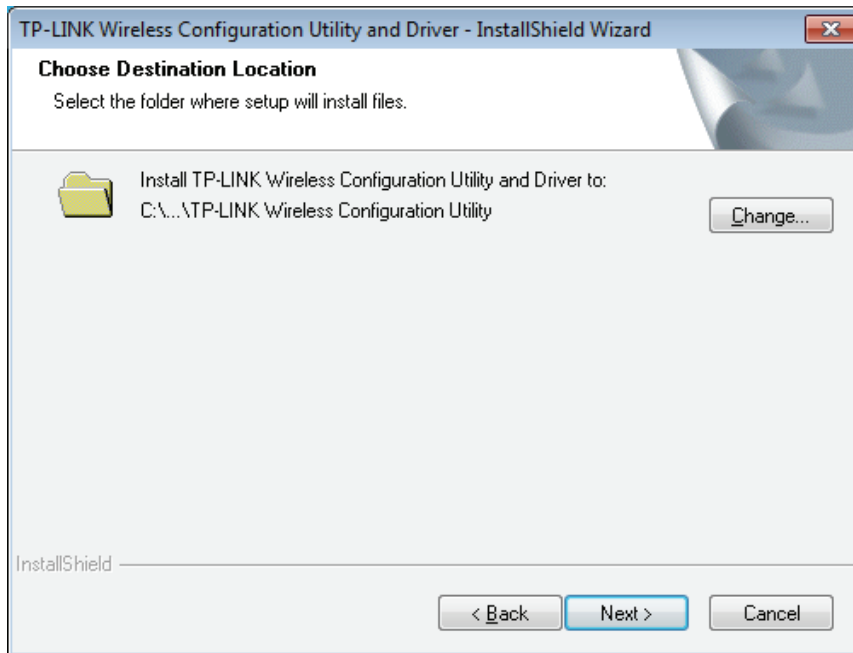 TP-LINK Wireless Configuration Utility and Driver - InstallShield Wizard
Choose Destination Location
Select the folder where setup will install files.
Install TP-LINK Wireless Configuration Utility and Driver to:
C:\...\TP-LINK Wireless Configuration Utility
Change...
InstallShield
< Back
Next >
Cancel